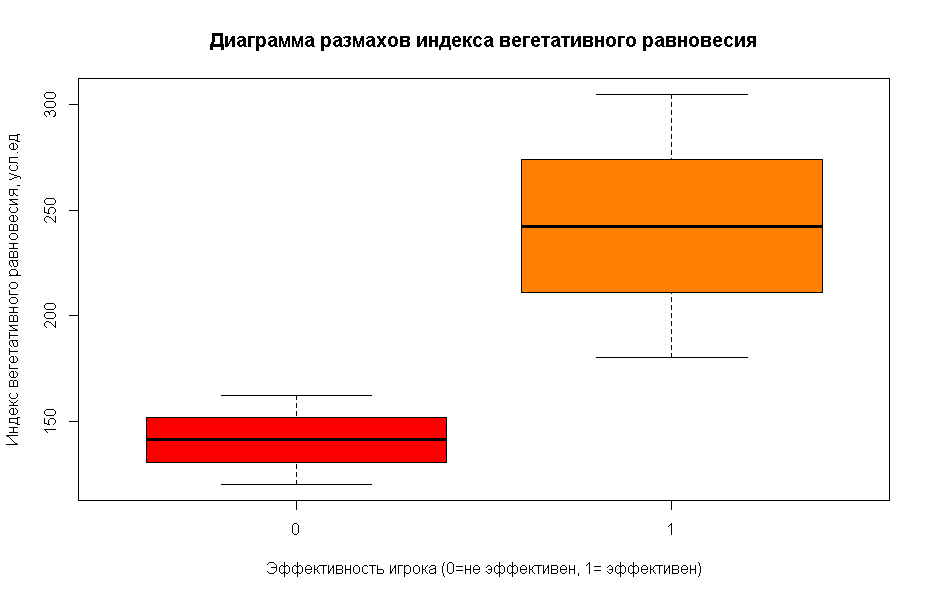 Диаграмма размахов индекса вегетативного равновесия
Индекс вегетативного равновесия, усл.ед
300
250
200
150
0
1
Эффективность игрока (0=не эффективен, 1= эффективен)